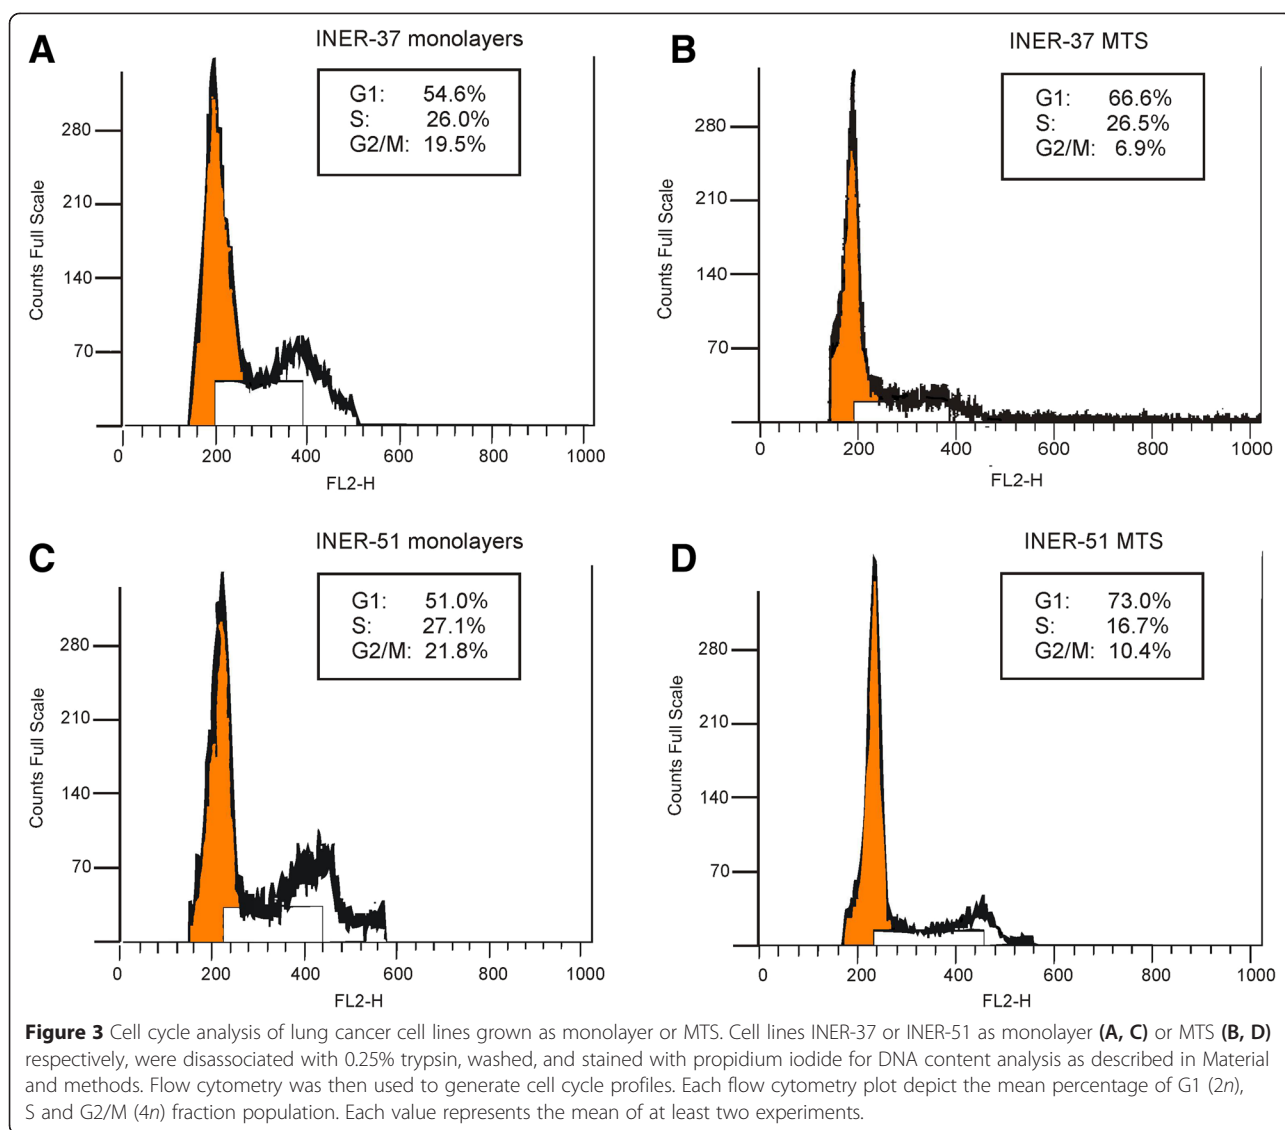 A
INER-37 monolayers
G1: 54.6%
S: 26.0%
G2/M: 19.5%
Counts Full Scale
280
210
140
70
0 200 400 600 800 1000
FL2-H
B
INER-37 MTS
G1: 66.6%
S: 26.5%
G2/M: 6.9%
Counts Full Scale
280
210
140
70
0 200 400 600 800 1000
FL2-H
C
INER-51 monolayers
G1: 51.0%
S: 27.1%
G2/M: 21.8%
Counts Full Scale
280
210
140
70
0 200 400 600 800 1000
FL2-H
D
INER-51 MTS
G1: 73.0%
S: 16.7%
G2/M: 10.4%
Counts Full Scale
280
210
140
70
0 200 400 600 800 1000
FL2-H
Figure 3 Cell cycle analysis of lung cancer cell lines grown as monolayer or MTS. Cell lines INER-37 or INER-51 as monolayer (A, C) or MTS (B, D)
respectively, were disassociated with 0.25% trypsin, washed, and stained with propidium iodide for DNA content analysis as described in Material
and methods. Flow cytometry was then used to generate cell cycle profiles. Each flow cytometry plot depict the mean percentage of G1 (2n),
S and G2/M (4n) fraction population. Each value represents the mean of at least two experiments.